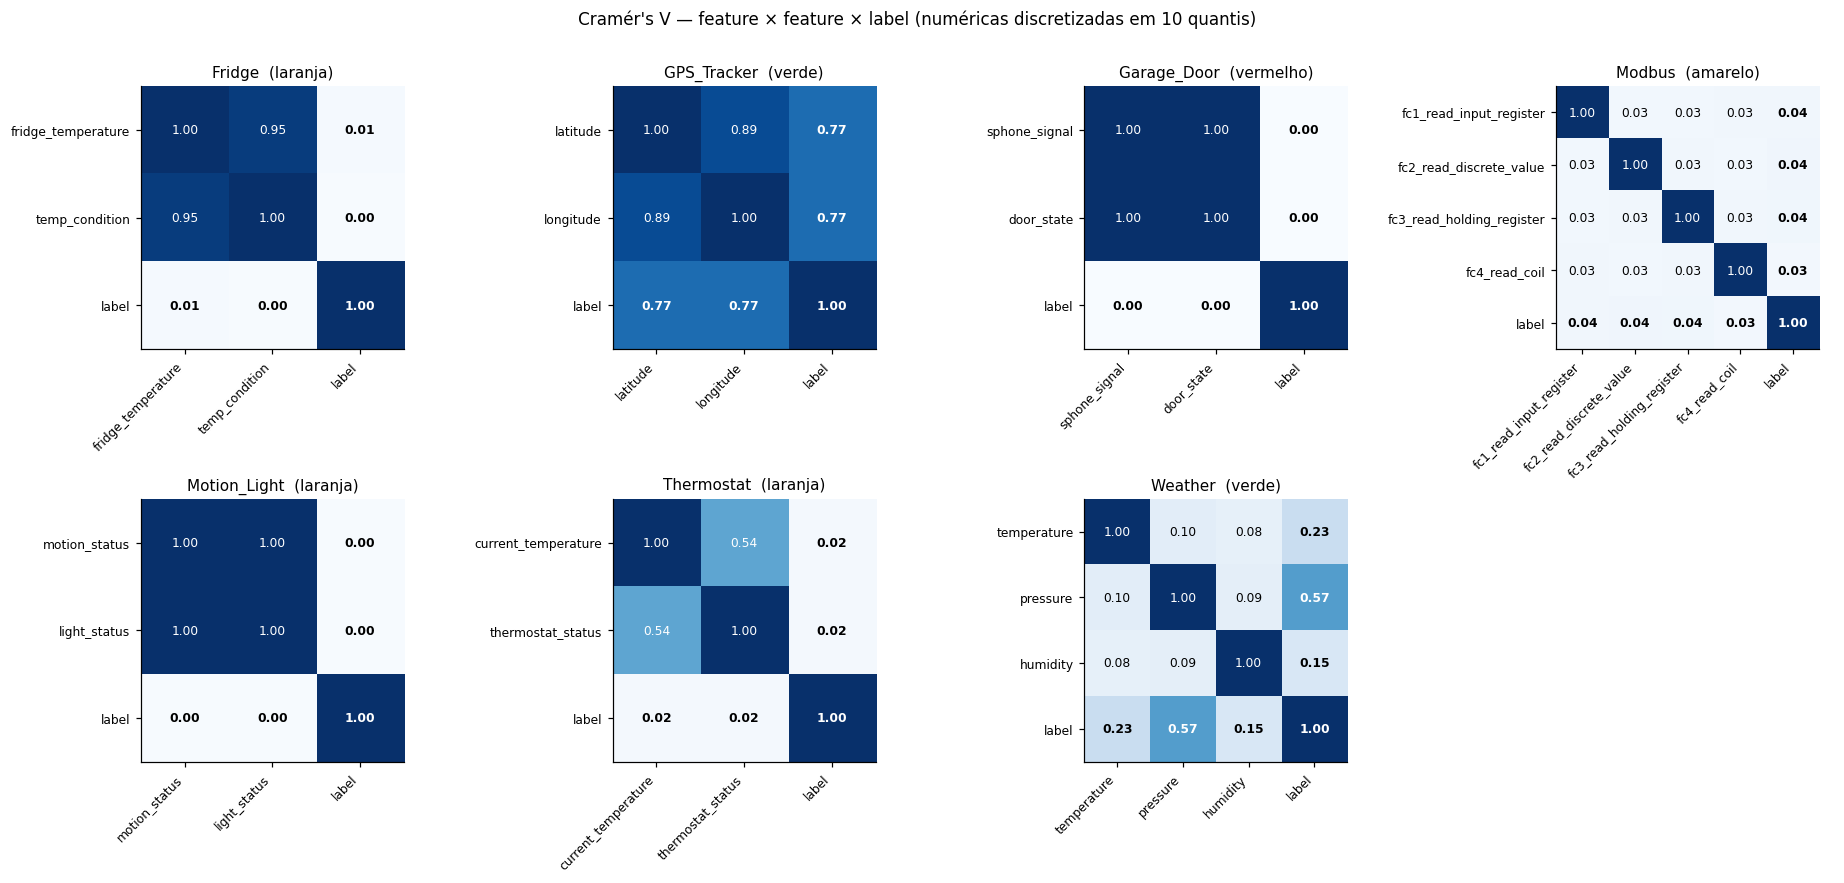 Cramér's V — feature × feature × label (numéricas discretizadas em 10 quantis)
Fridge  (laranja)
fridge_temperature 1.00 0.95 0.01
temp_condition 0.95 1.00 0.00
label 0.01 0.00 1.00
fridge_temperature temp_condition label
GPS_Tracker  (verde)
latitude 1.00 0.89 0.77
longitude 0.89 1.00 0.77
label 0.77 0.77 1.00
latitude longitude label
Garage_Door  (vermelho)
sphone_signal 1.00 1.00 0.00
door_state 1.00 1.00 0.00
label 0.00 0.00 1.00
sphone_signal door_state label
Modbus  (amarelo)
fc1_read_input_register 1.00 0.03 0.03 0.03 0.04
fc2_read_discrete_value 0.03 1.00 0.03 0.03 0.04
fc3_read_holding_register 0.03 0.03 1.00 0.03 0.04
fc4_read_coil 0.03 0.03 0.03 1.00 0.03
label 0.04 0.04 0.04 0.03 1.00
fc1_read_input_register fc2_read_discrete_value fc3_read_holding_register fc4_read_coil label
Motion_Light  (laranja)
motion_status 1.00 1.00 0.00
light_status 1.00 1.00 0.00
label 0.00 0.00 1.00
motion_status light_status label
Thermostat  (laranja)
current_temperature 1.00 0.54 0.02
thermostat_status 0.54 1.00 0.02
label 0.02 0.02 1.00
current_temperature thermostat_status label
Weather  (verde)
temperature 1.00 0.10 0.08 0.23
pressure 0.10 1.00 0.09 0.57
humidity 0.08 0.09 1.00 0.15
label 0.23 0.57 0.15 1.00
temperature pressure humidity label